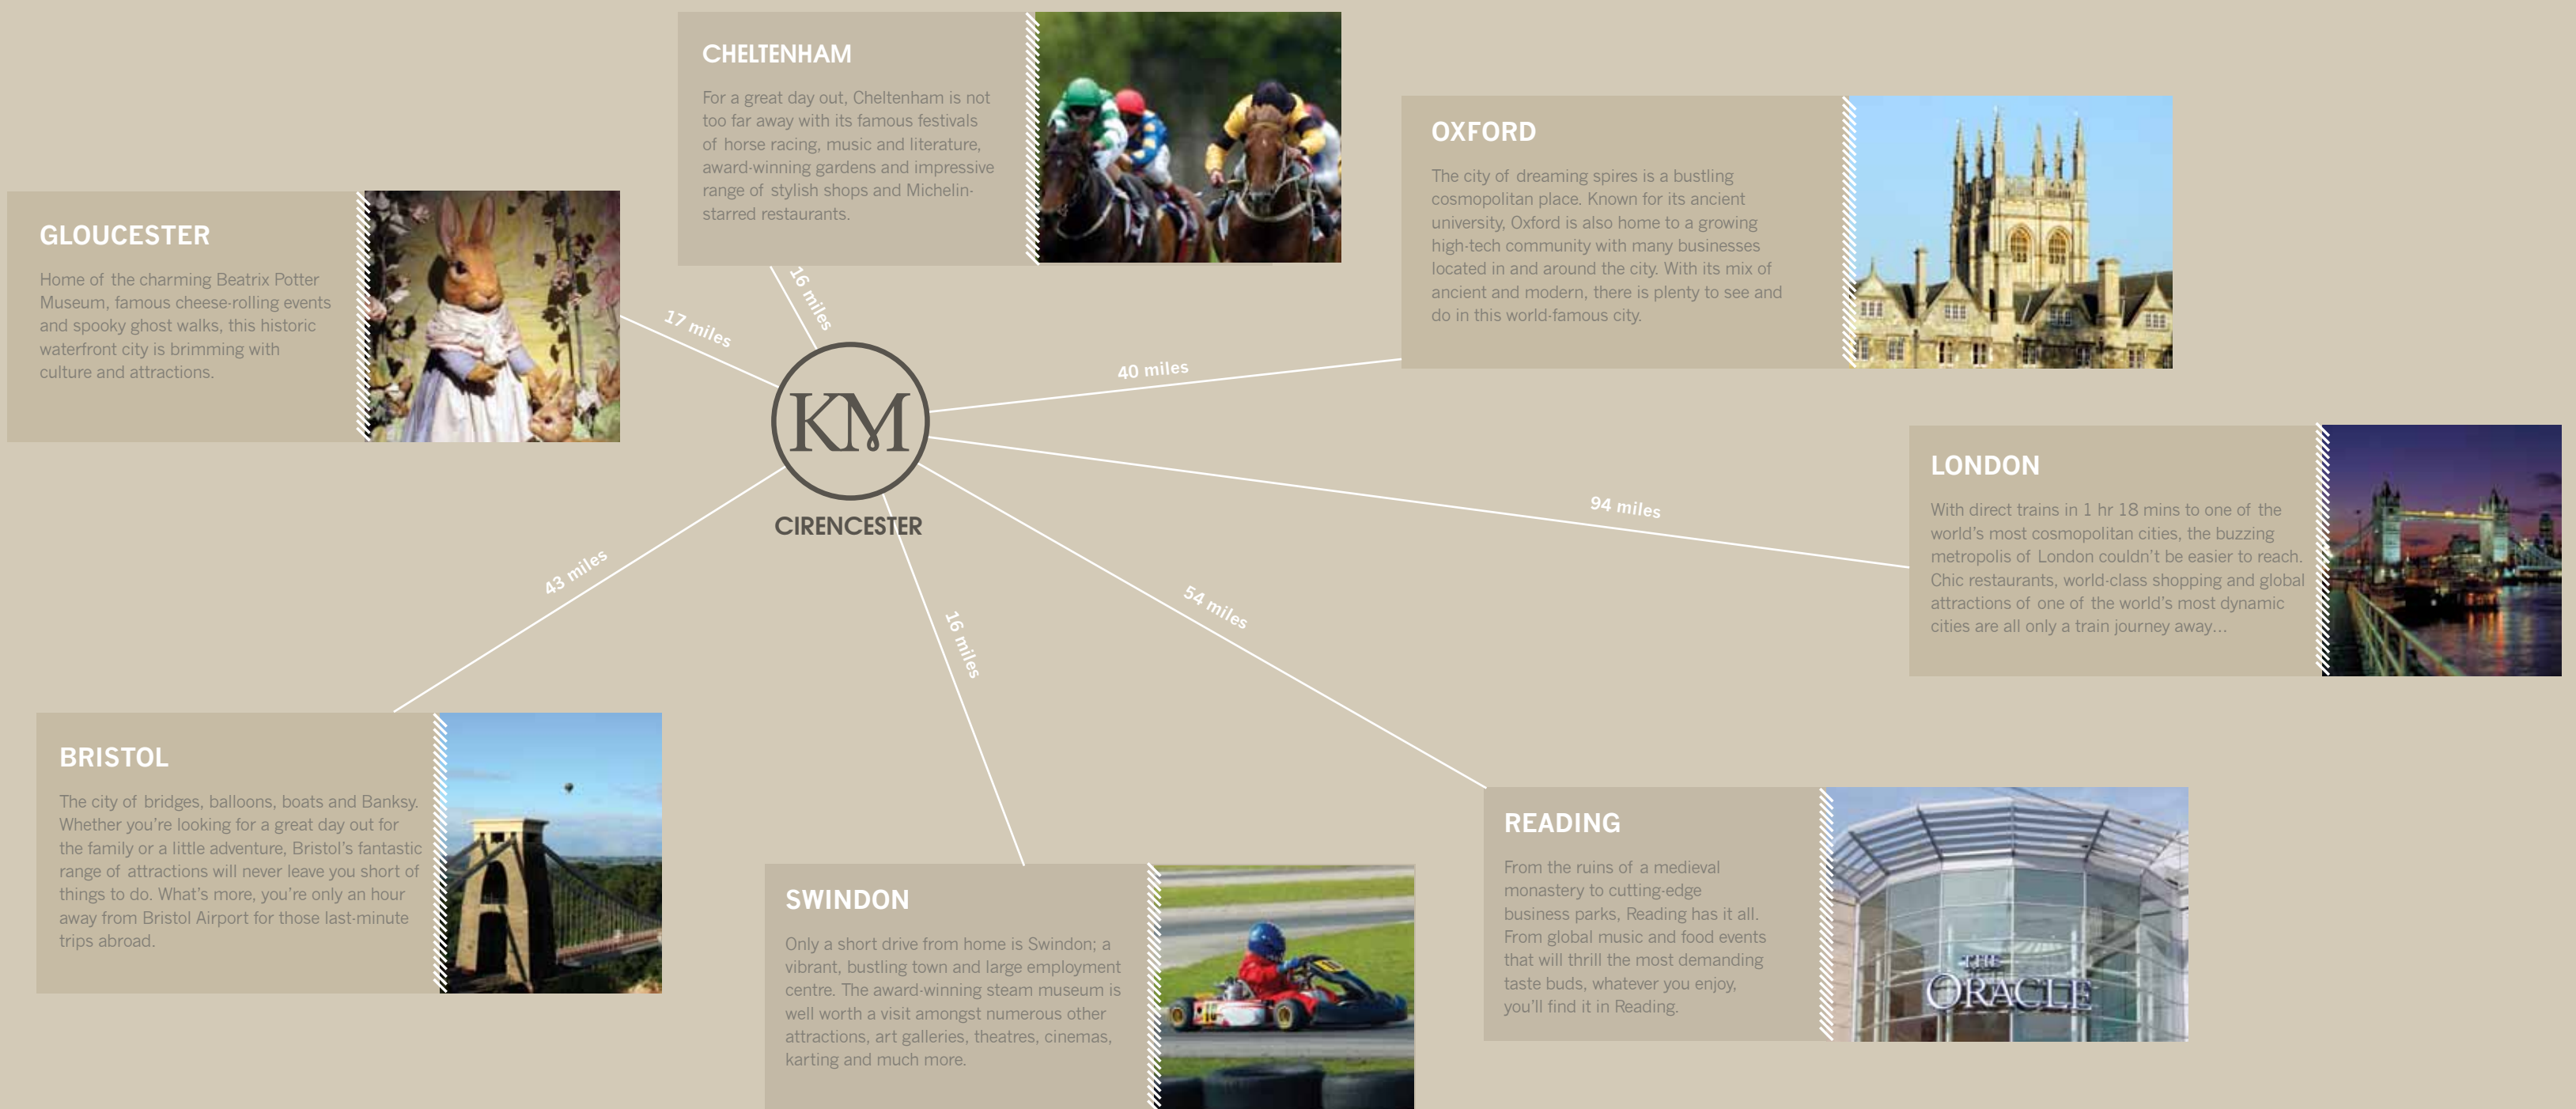 CHELTENHAM
For a great day out, Cheltenham is not
too far away with its famous festivals
of horse racing, music and literature,
award-winning gardens and impressive
range of stylish shops and Michelin-
starred restaurants.
OXFORD
The city of dreaming spires is a bustling
cosmopolitan place. Known for its ancient
university, Oxford is also home to a growing
high-tech community with many businesses
located in and around the city. With its mix of
ancient and modern, there is plenty to see and
do in this world-famous city.
GLOUCESTER
Home of the charming Beatrix Potter
Museum, famous cheese-rolling events
and spooky ghost walks, this historic
waterfront city is brimming with
culture and attractions.
16 miles
17 miles
40 miles
KM
CIRENCESTER
LONDON
With direct trains in 1 hr 18 mins to one of the
world's most cosmopolitan cities, the buzzing
metropolis of London couldn't be easier to reach.
Chic restaurants, world-class shopping and global
attractions of one of the world's most dynamic
cities are all only a train journey away...
94 miles
43 miles
16 miles
54 miles
BRISTOL
The city of bridges, balloons, boats and Banksy.
Whether you're looking for a great day out for
the family or a little adventure, Bristol's fantastic
range of attractions will never leave you short of
things to do. What's more, you're only an hour
away from Bristol Airport for those last-minute
trips abroad.
SWINDON
Only a short drive from home is Swindon; a
vibrant, bustling town and large employment
centre. The award-winning steam museum is
well worth a visit amongst numerous other
attractions, art galleries, theatres, cinemas,
karting and much more.
READING
From the ruins of a medieval
monastery to cutting-edge
business parks, Reading has it all.
From global music and food events
that will thrill the most demanding
taste buds, whatever you enjoy,
you'll find it in Reading.
THE
ORACLE